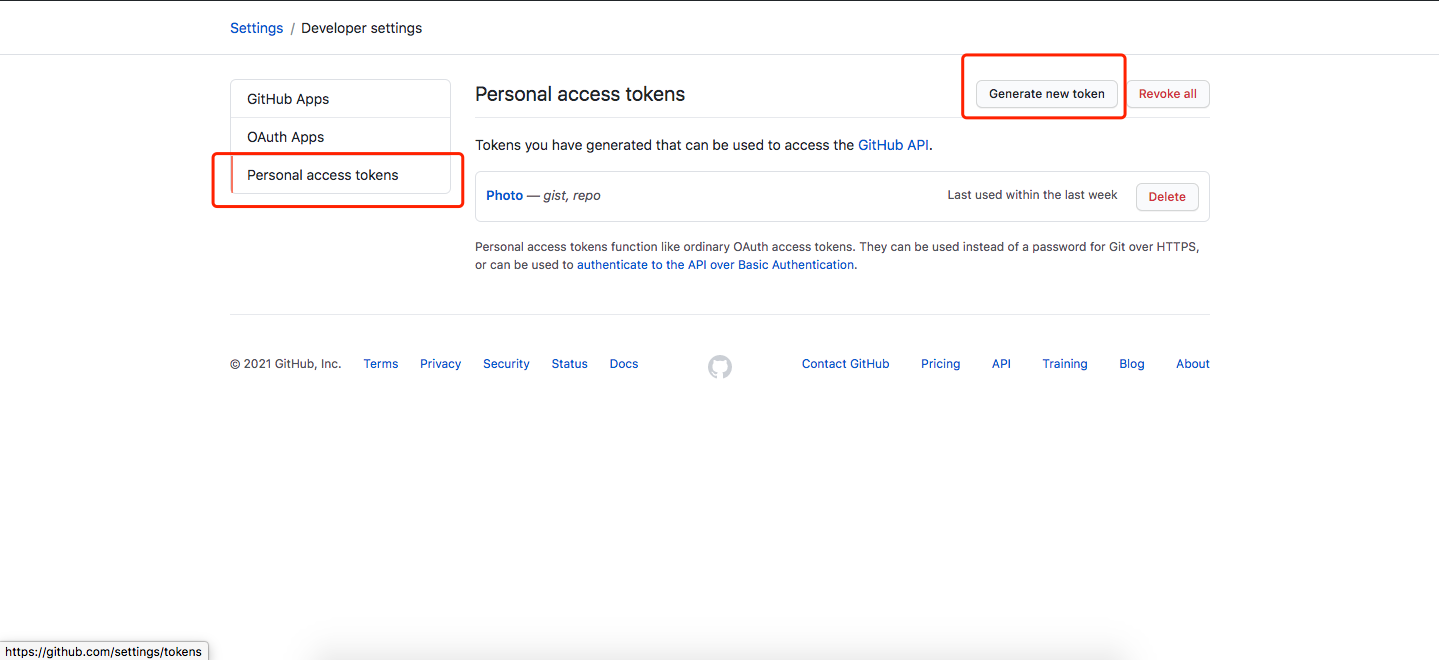 Settings / Developer settings
GitHub Apps
OAuth Apps
Personal access tokens
Personal access tokens
Generate new token
Revoke all
Tokens you have generated that can be used to access the GitHub API.
Photo — gist, repo
Last used within the last week
Delete
Personal access tokens function like ordinary OAuth access tokens. They can be used instead of a password for Git over HTTPS,
or can be used to authenticate to the API over Basic Authentication.
© 2021 GitHub, Inc. Terms Privacy Security Status Docs Contact GitHub Pricing API Training Blog About
https://github.com/settings/tokens